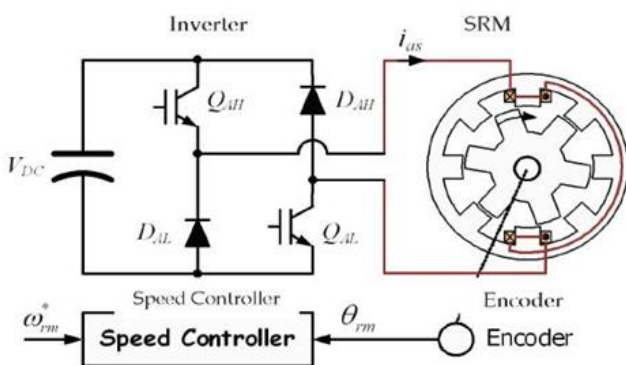 Inverter
SRM
i_as
Q_AH
D_AH
V_DC
D_AL
Q_AL
Speed Controller
Encoder
ω*_rm
Speed Controller
θ_rm
Encoder